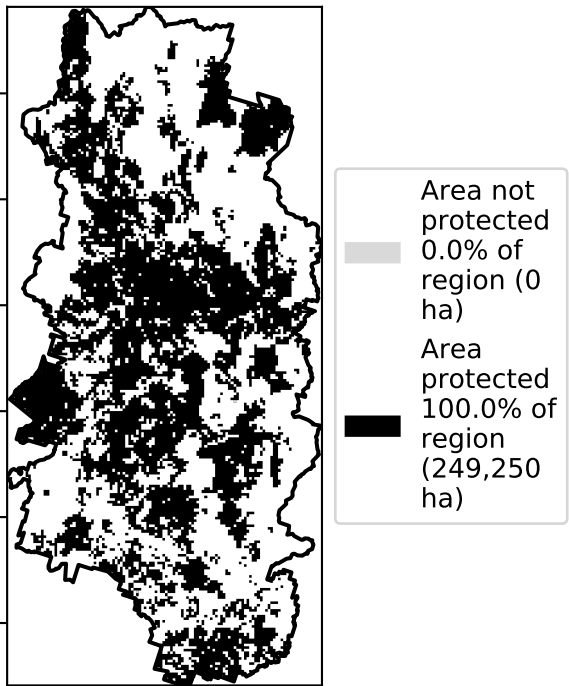 Area not
protected
0.0% of
region (0
ha)
Area
protected
100.0% of
region
(249,250
ha)